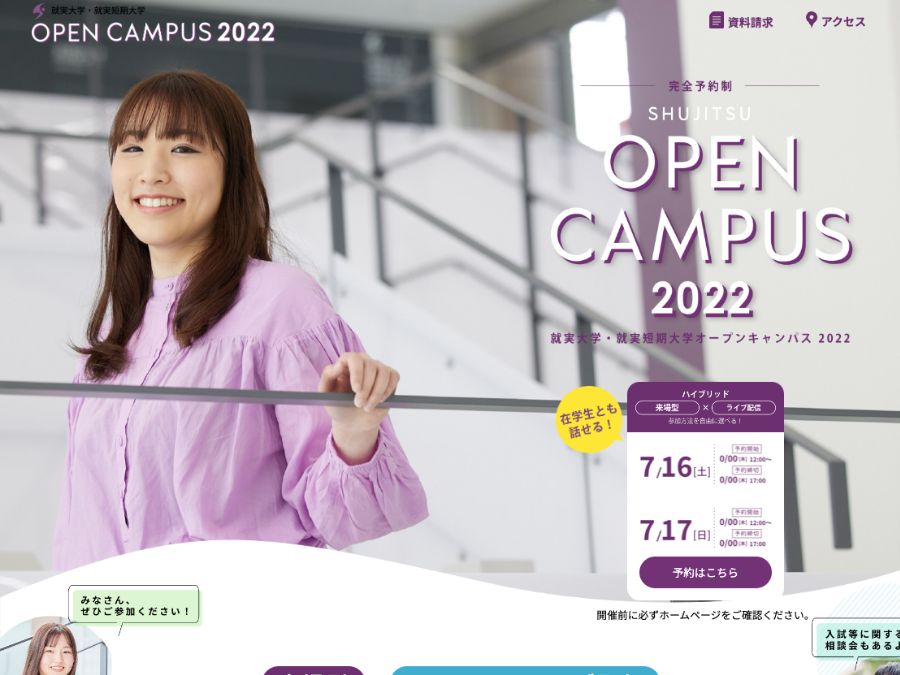 就実大学・就実短期大学
OPEN CAMPUS 2022
資料請求
アクセス
完全予約制
SHUJITSU
OPEN
CAMPUS
2022
就実大学・就実短期大学オープンキャンパス 2022
在学生とも
話せる！
ハイブリッド
来場型 × ライブ配信
参加方法を自由に選べる！
7/16[土]
予約開始
0/00[木] 12:00〜
予約締切
0/00[木] 17:00
7/17[日]
予約開始
0/00[木] 12:00〜
予約締切
0/00[木] 17:00
予約はこちら
開催前に必ずホームページをご確認ください。
みなさん、
ぜひご参加ください！
入試等に関する
相談会もあるよ